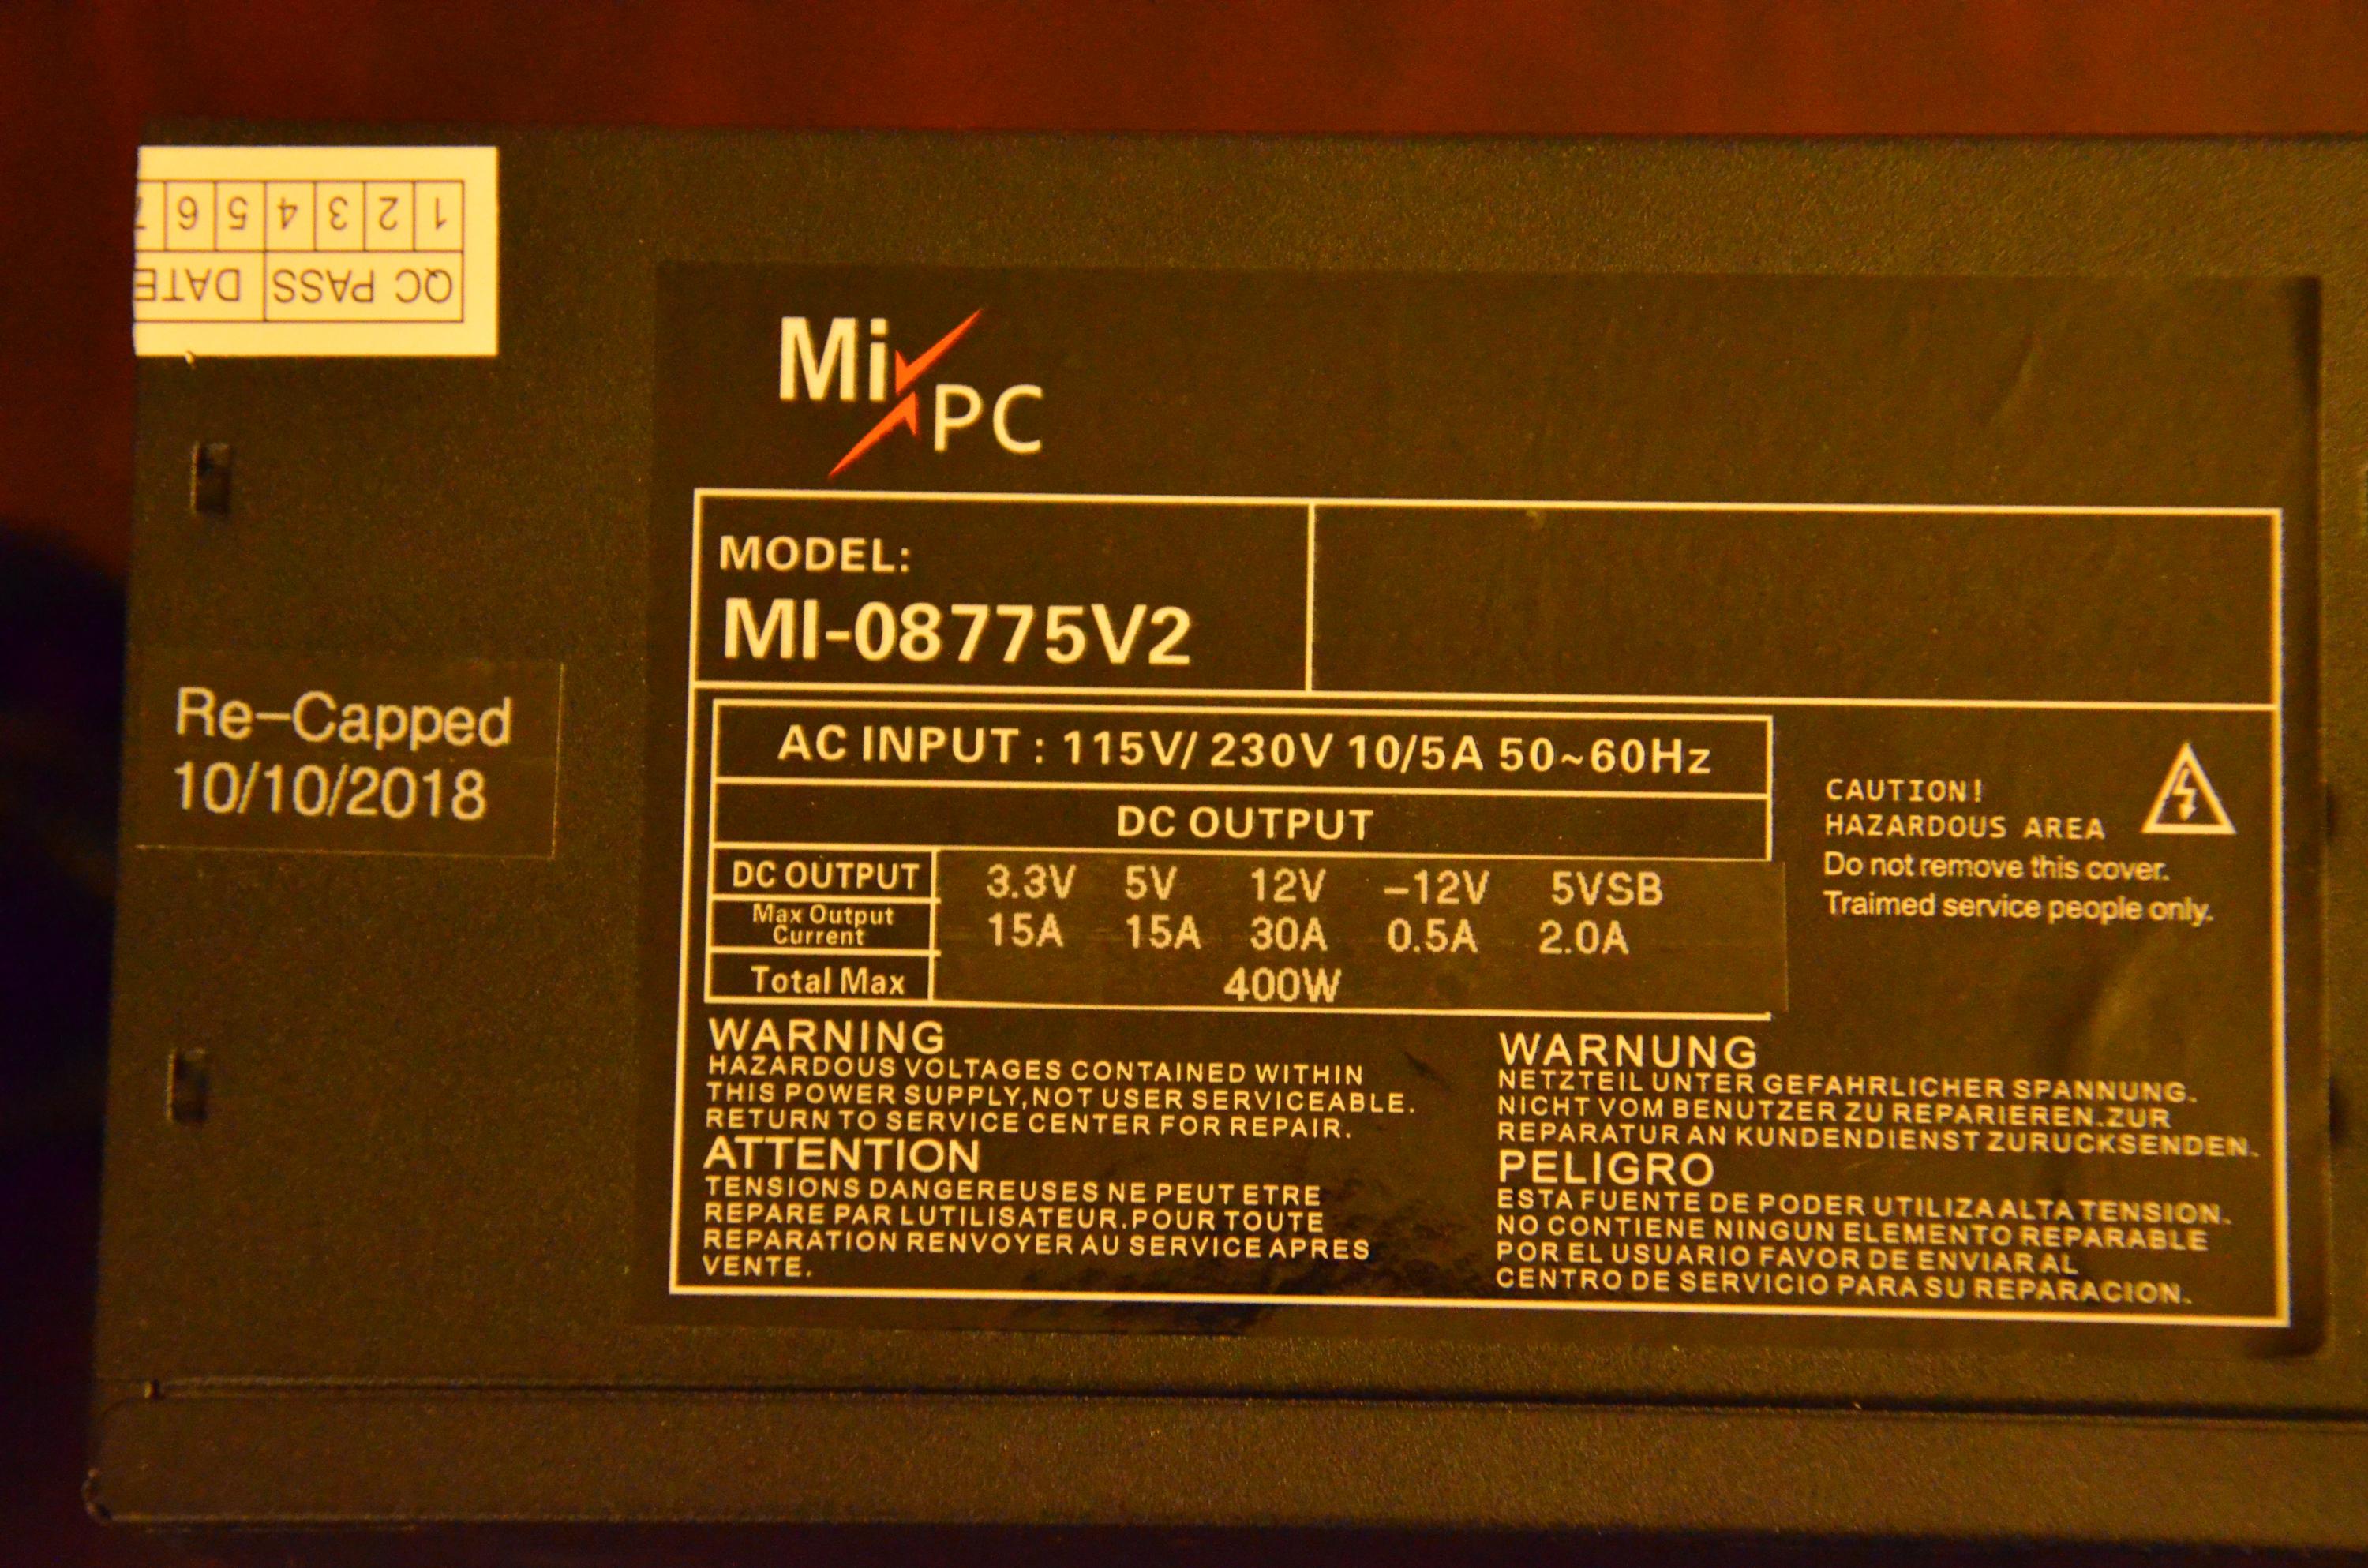 1 2 3 4 5 6 7
QC PASS DATE
Mi PC
MODEL:
MI-08775V2
Re-Capped
10/10/2018
AC INPUT : 115V/ 230V 10/5A 50~60Hz
DC OUTPUT
DC OUTPUT 3.3V 5V 12V -12V 5VSB
Max Output
Current 15A 15A 30A 0.5A 2.0A
Total Max 400W
CAUTION!
HAZARDOUS AREA
Do not remove this cover.
Traimed service people only.
WARNING
HAZARDOUS VOLTAGES CONTAINED WITHIN
THIS POWER SUPPLY,NOT USER SERVICEABLE.
RETURN TO SERVICE CENTER FOR REPAIR.
ATTENTION
TENSIONS DANGEREUSES NE PEUT ETRE
REPARE PAR LUTILISATEUR.POUR TOUTE
REPARATION RENVOYER AU SERVICE APRES
VENTE.
WARNUNG
NETZTEIL UNTER GEFAHRLICHER SPANNUNG.
NICHT VOM BENUTZER ZU REPARIEREN.ZUR
REPARATUR AN KUNDENDIENST ZURUCKSENDEN.
PELIGRO
ESTA FUENTE DE PODER UTILIZA ALTA TENSION.
NO CONTIENE NINGUN ELEMENTO REPARABLE
POR EL USUARIO FAVOR DE ENVIAR AL
CENTRO DE SERVICIO PARA SU REPARACION.